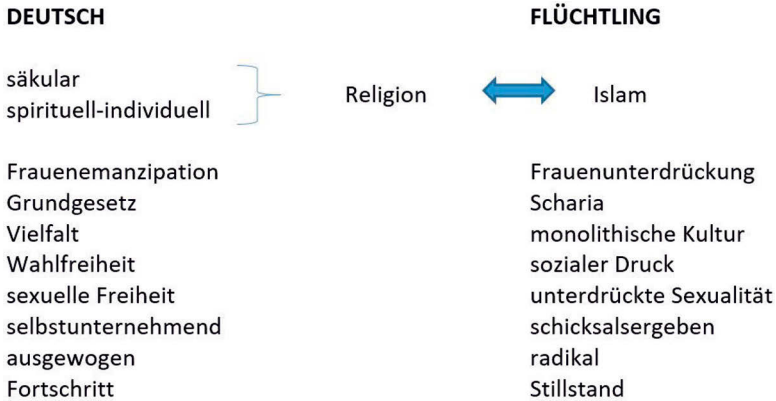 DEUTSCH FLÜCHTLING
säkular
spirituell-individuell
Religion Islam
Frauenemanzipation Frauenunterdrückung
Grundgesetz Scharia
Vielfalt monolithische Kultur
Wahlfreiheit sozialer Druck
sexuelle Freiheit unterdrückte Sexualität
selbstunternehmend schicksalsergeben
ausgewogen radikal
Fortschritt Stillstand